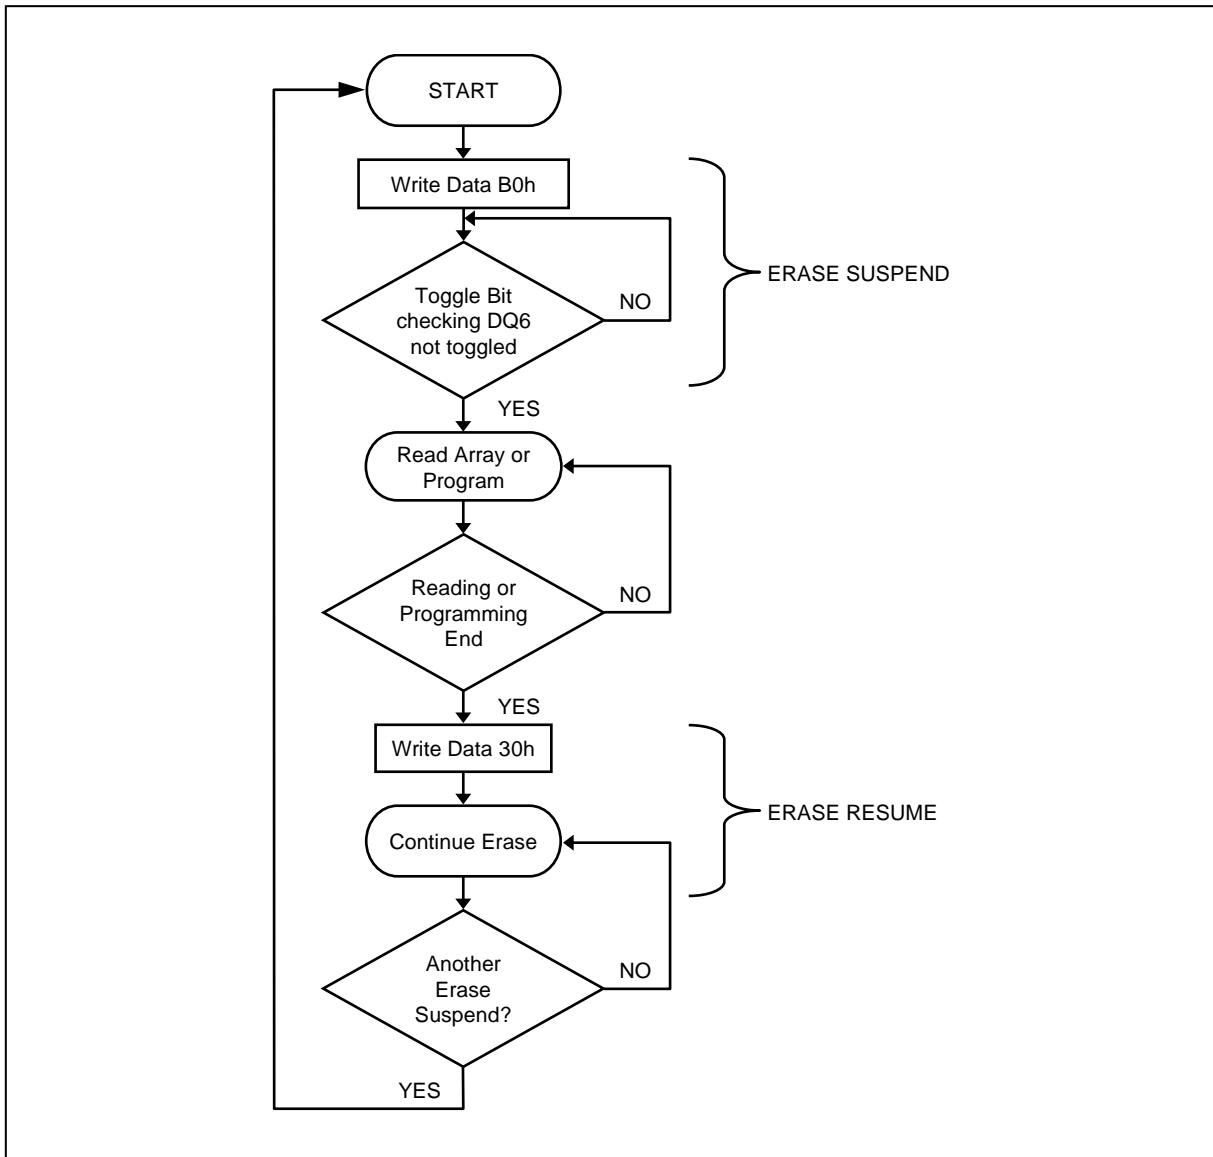 START
Write Data B0h
ERASE SUSPEND
Toggle Bit
checking DQ6
not toggled
NO
YES
Read Array or
Program
Reading or
Programming
End
NO
YES
Write Data 30h
ERASE RESUME
Continue Erase
Another
Erase
Suspend?
NO
YES